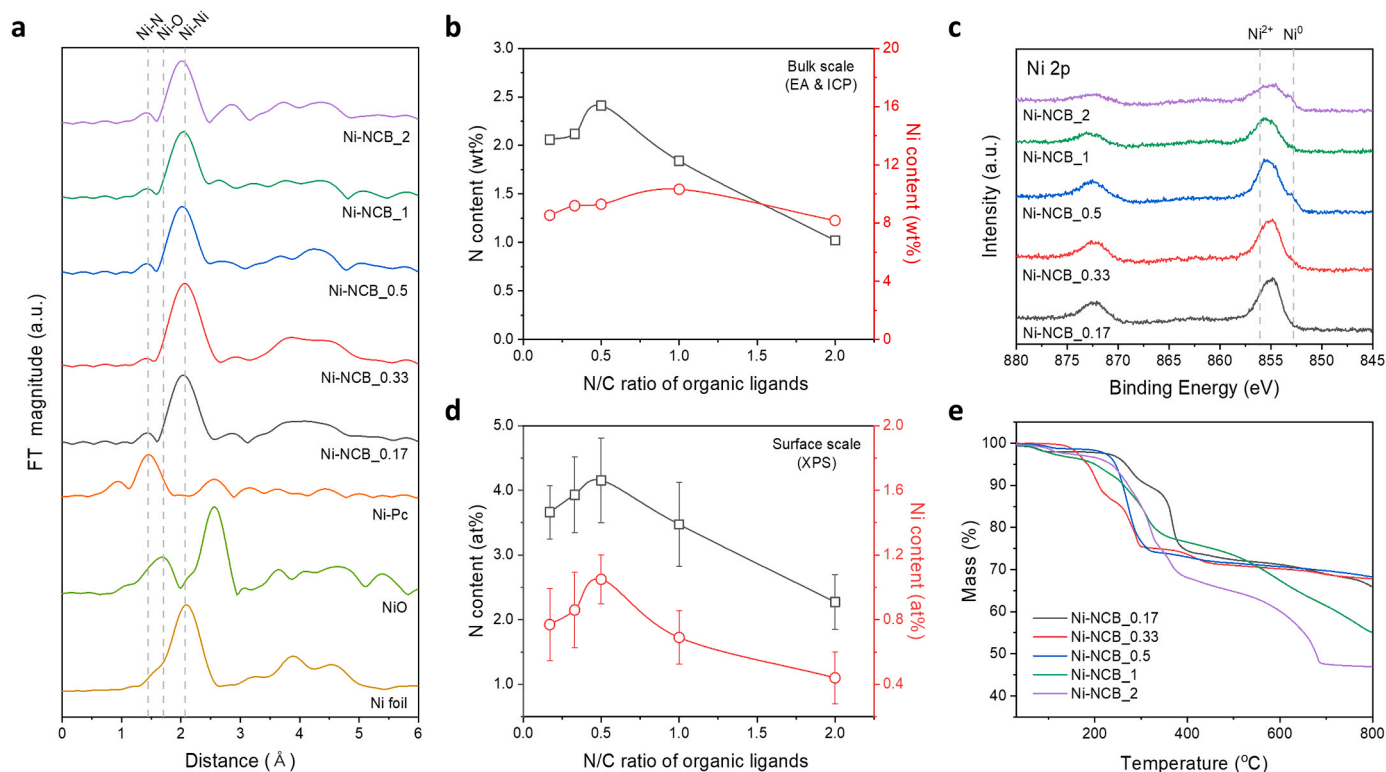 a
Ni–N
Ni–O
Ni–Ni
Ni-NCB_2
Ni-NCB_1
Ni-NCB_0.5
Ni-NCB_0.33
Ni-NCB_0.17
Ni-Pc
NiO
Ni foil
FT magnitude (a.u.)
0 1 2 3 4 5 6
Distance (Å)
b
Bulk scale
(EA & ICP)
N content (wt%)
3.0
2.5
2.0
1.5
1.0
0.5
0.0
Ni content (wt%)
20
16
12
8
4
0
0.0 0.5 1.0 2.0
N/C ratio of organic ligands
c
Ni²⁺ Ni⁰
Ni 2p
Ni-NCB_2
Ni-NCB_1
Ni-NCB_0.5
Ni-NCB_0.33
Ni-NCB_0.17
Intensity (a.u.)
880 875 870 865 860 855 850 845
Binding Energy (eV)
d
Surface scale
(XPS)
N content (at%)
5.0
4.0
3.0
2.0
1.0
Ni content (at%)
2.0
1.6
1.2
0.8
0.4
0.0 0.5 1.0 2.0
N/C ratio of organic ligands
e
Mass (%)
100
90
80
70
60
50
40
Ni-NCB_0.17
Ni-NCB_0.33
Ni-NCB_0.5
Ni-NCB_1
Ni-NCB_2
200 400 600 800
Temperature (°C)